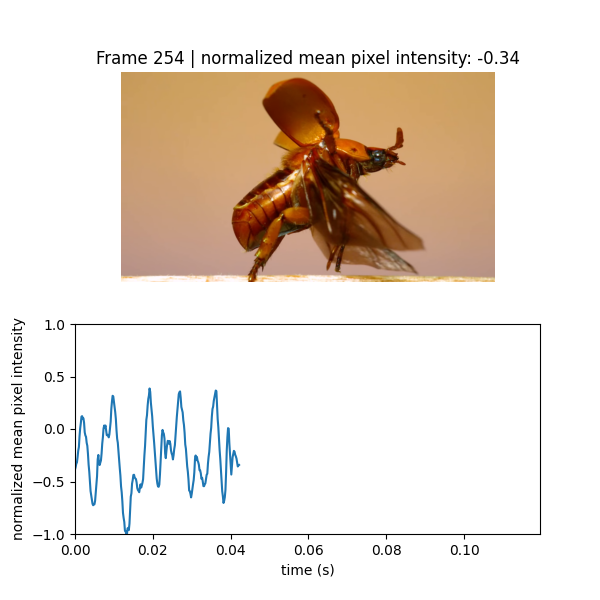 Frame 254 | normalized mean pixel intensity: -0.34
normalized mean pixel intensity
1.0
0.5
0.0
−0.5
−1.0
0.00 0.02 0.04 0.06 0.08 0.10
time (s)